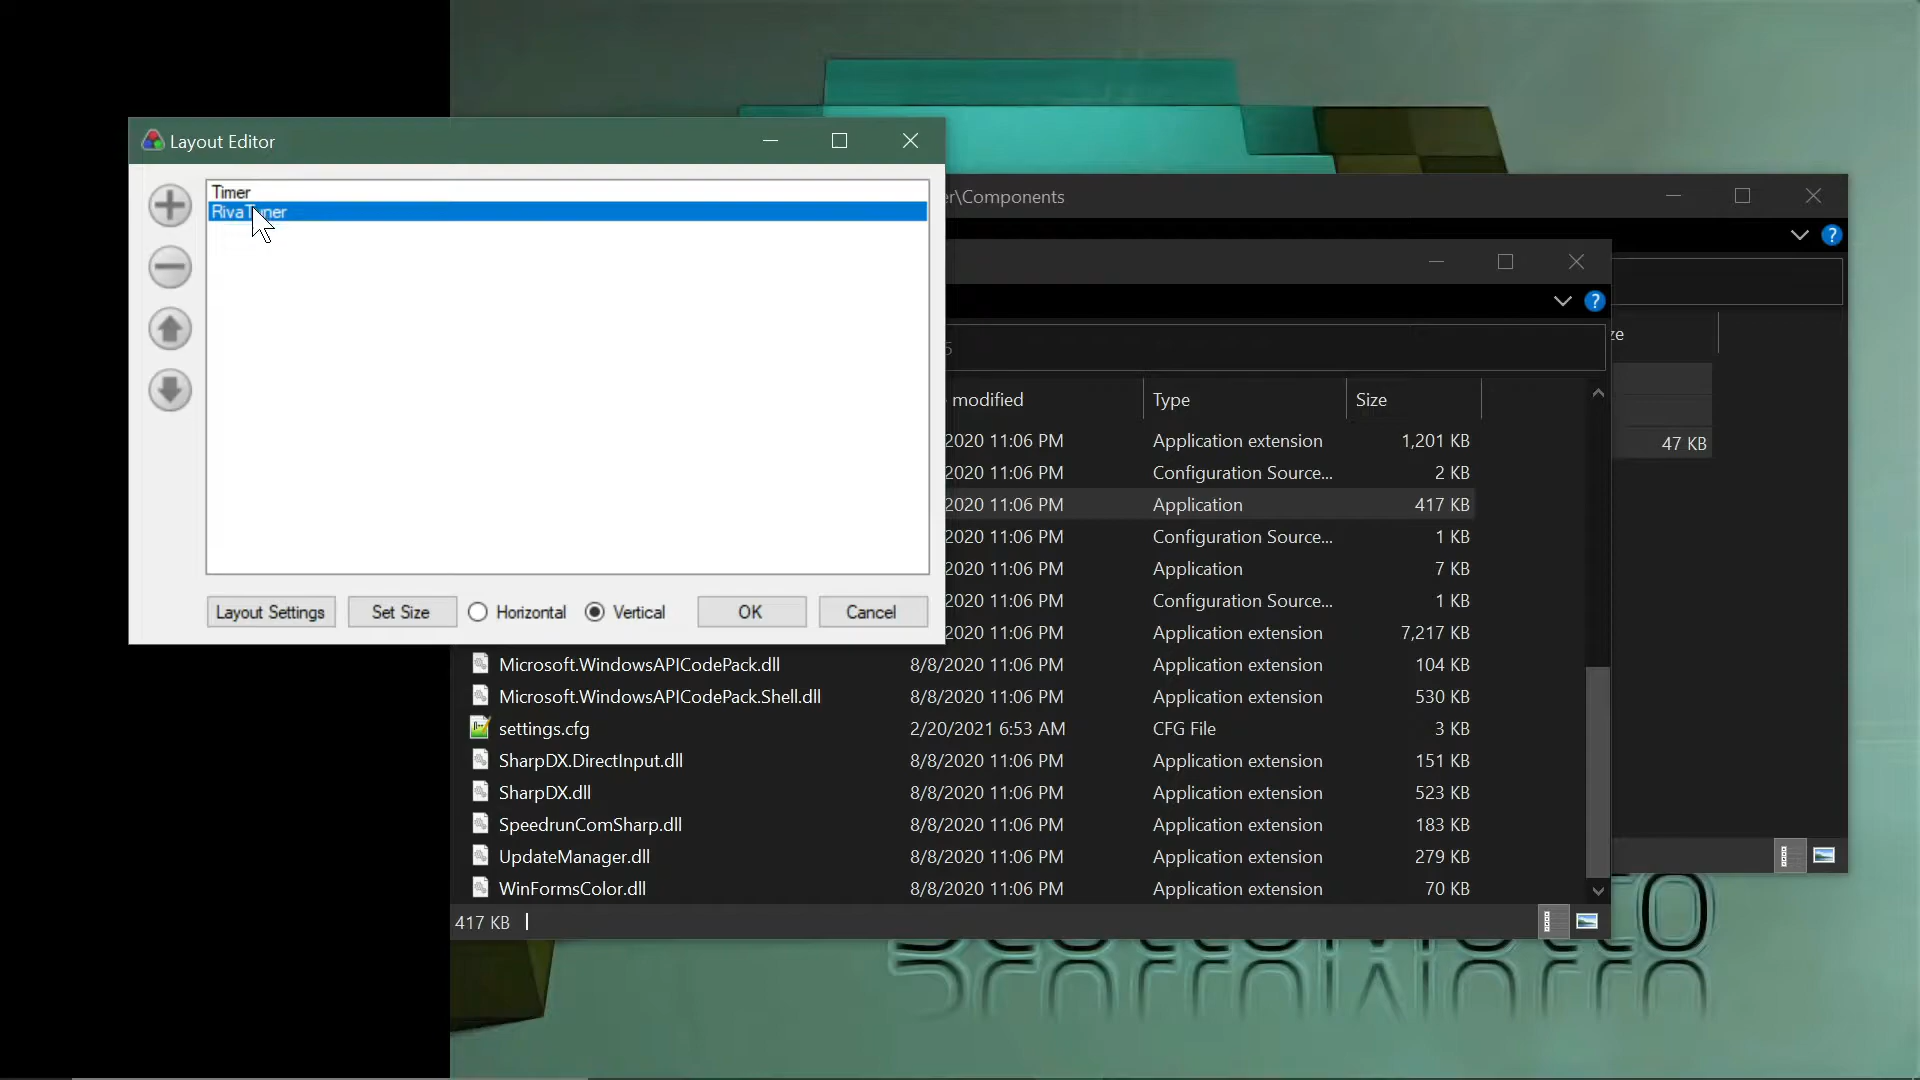 Layout Editor
Timer
RivaTuner
Layout Settings
Set Size
Horizontal
Vertical
OK
Cancel
er\Components
?
ze
47 KB
?
5
modified
Type
Size
2020 11:06 PM Application extension 1,201 KB
2020 11:06 PM Configuration Source... 2 KB
2020 11:06 PM Application 417 KB
2020 11:06 PM Configuration Source... 1 KB
2020 11:06 PM Application 7 KB
2020 11:06 PM Configuration Source... 1 KB
2020 11:06 PM Application extension 7,217 KB
Microsoft.WindowsAPICodePack.dll 8/8/2020 11:06 PM Application extension 104 KB
Microsoft.WindowsAPICodePack.Shell.dll 8/8/2020 11:06 PM Application extension 530 KB
settings.cfg 2/20/2021 6:53 AM CFG File 3 KB
SharpDX.DirectInput.dll 8/8/2020 11:06 PM Application extension 151 KB
SharpDX.dll 8/8/2020 11:06 PM Application extension 523 KB
SpeedrunComSharp.dll 8/8/2020 11:06 PM Application extension 183 KB
UpdateManager.dll 8/8/2020 11:06 PM Application extension 279 KB
WinFormsColor.dll 8/8/2020 11:06 PM Application extension 70 KB
417 KB